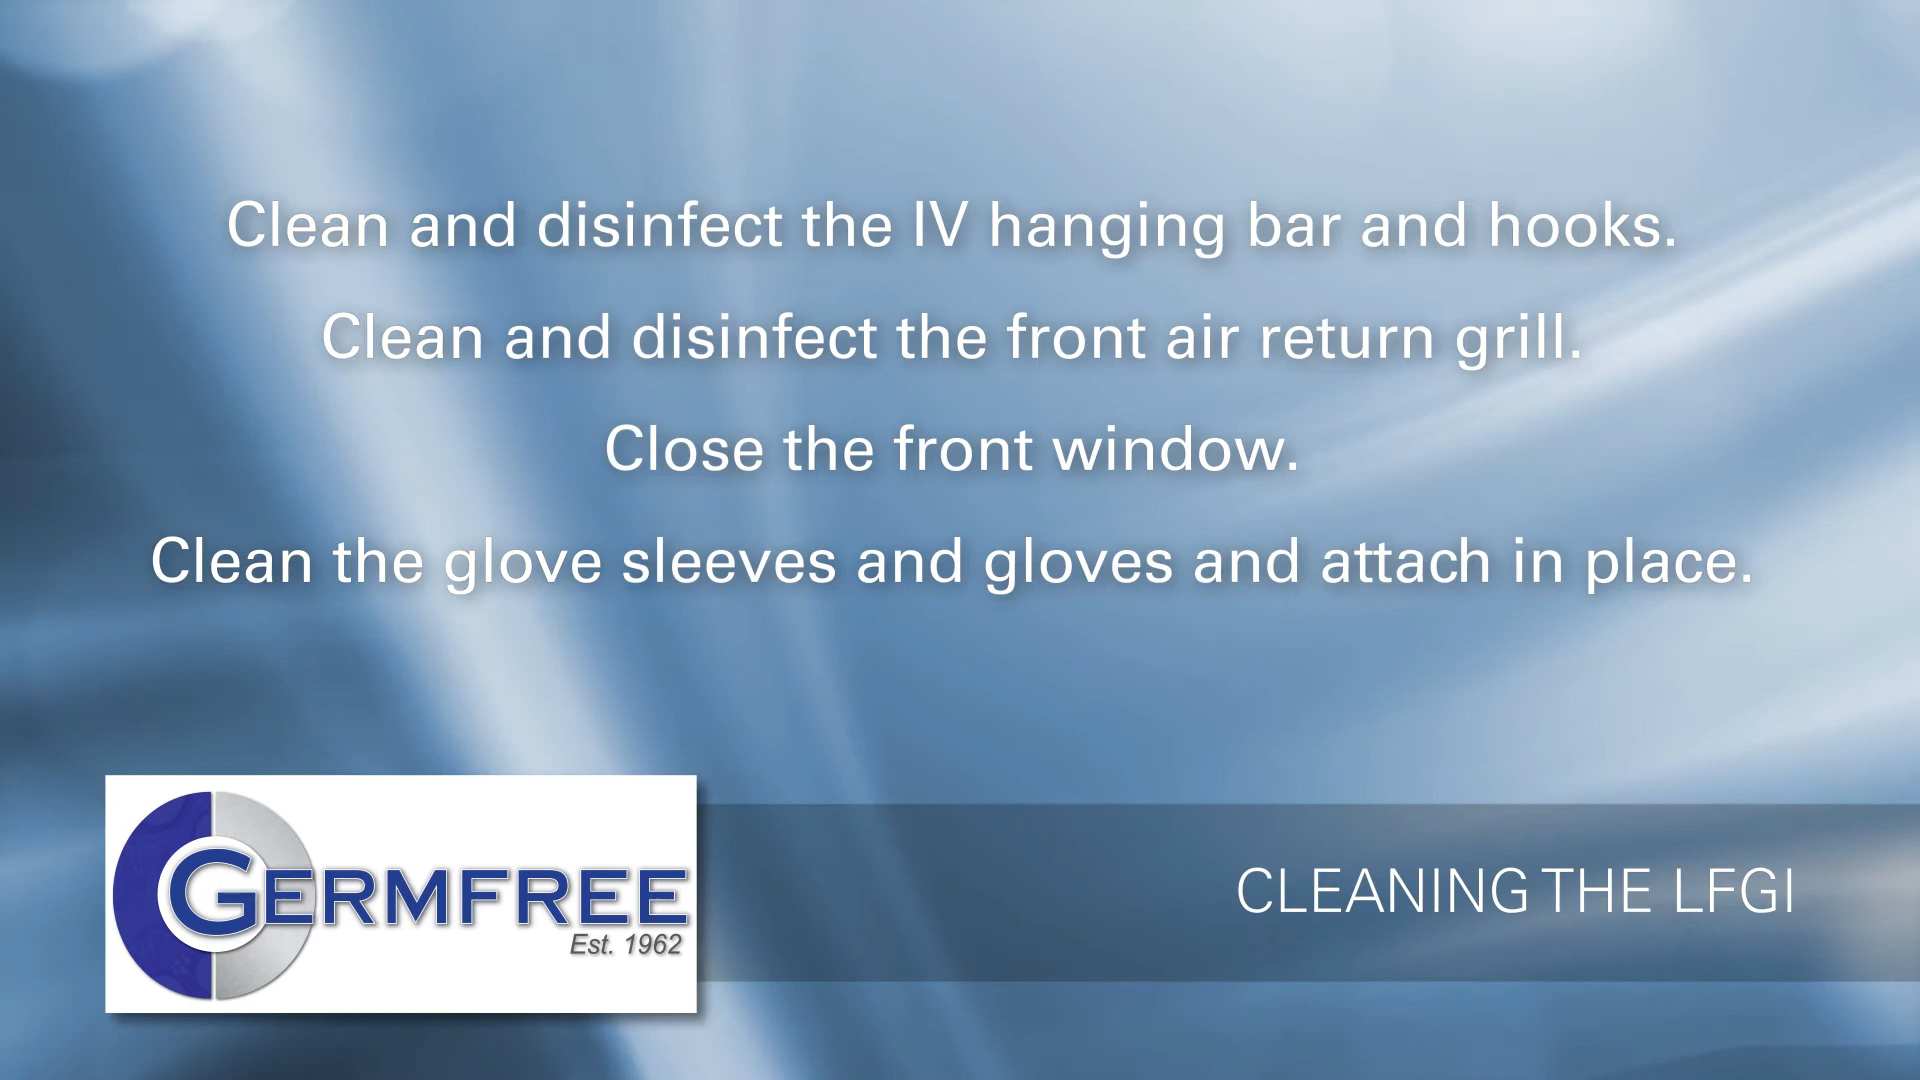 Clean and disinfect the IV hanging bar and hooks.
Clean and disinfect the front air return grill.
Close the front window.
Clean the glove sleeves and gloves and attach in place.
GERMFREE
Est. 1962
CLEANING THE LFGI